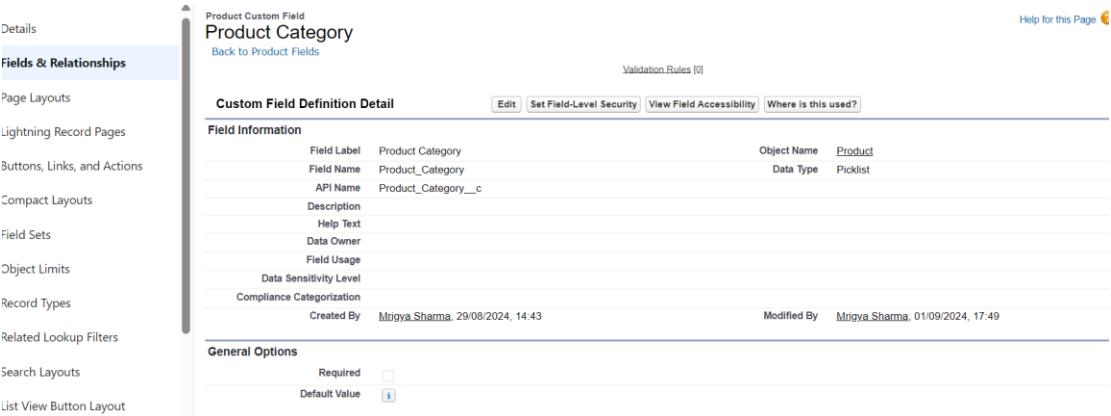 Details
Fields & Relationships
Page Layouts
Lightning Record Pages
Buttons, Links, and Actions
Compact Layouts
Field Sets
Object Limits
Record Types
Related Lookup Filters
Search Layouts
List View Button Layout
Product Custom Field
Product Category
Back to Product Fields
Help for this Page ?
Validation Rules [0]
Custom Field Definition Detail Edit Set Field-Level Security View Field Accessibility Where is this used?
Field Information
Field Label Product Category Object Name Product
Field Name Product_Category Data Type Picklist
API Name Product_Category__c
Description
Help Text
Data Owner
Field Usage
Data Sensitivity Level
Compliance Categorization
Created By Mrigya Sharma, 29/08/2024, 14:43 Modified By Mrigya Sharma, 01/09/2024, 17:49
General Options
Required
Default Value i